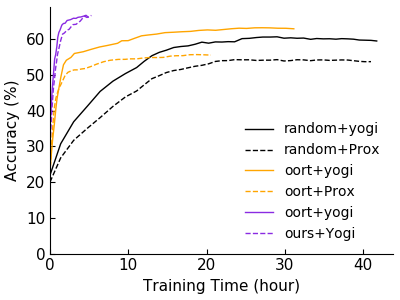 60
50
40
30
20
10
0
Accuracy (%)
random+yogi
random+Prox
oort+yogi
oort+Prox
oort+yogi
ours+Yogi
0 10 20 30 40
Training Time (hour)